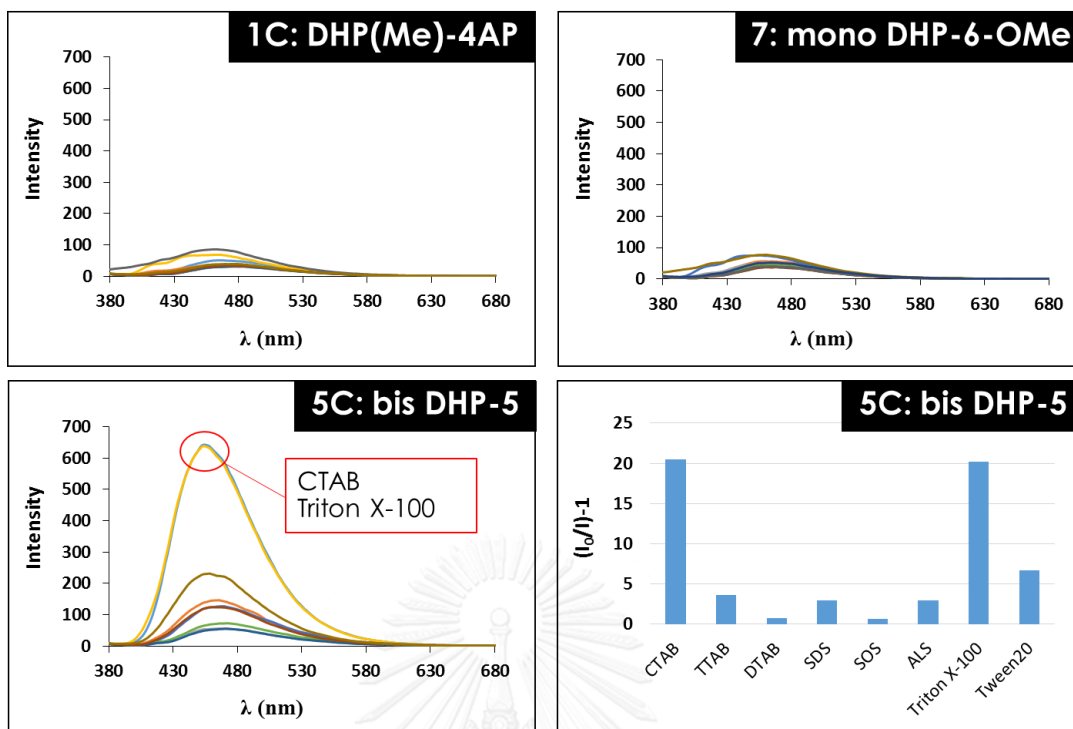 1C: DHP(Me)-4AP
700
600
500
400
300
200
100
0
Intensity
380 430 480 530 580 630 680
λ (nm)
7: mono DHP-6-OMe
700
600
500
400
300
200
100
0
Intensity
380 430 480 530 580 630 680
λ (nm)
5C: bis DHP-5
700
600
500
400
300
200
100
0
Intensity
CTAB
Triton X-100
380 430 480 530 580 630 680
λ (nm)
5C: bis DHP-5
25
20
15
10
5
0
(I₀/I)-1
CTAB
TTAB
DTAB
SDS
SOS
ALS
Triton X-100
Tween20